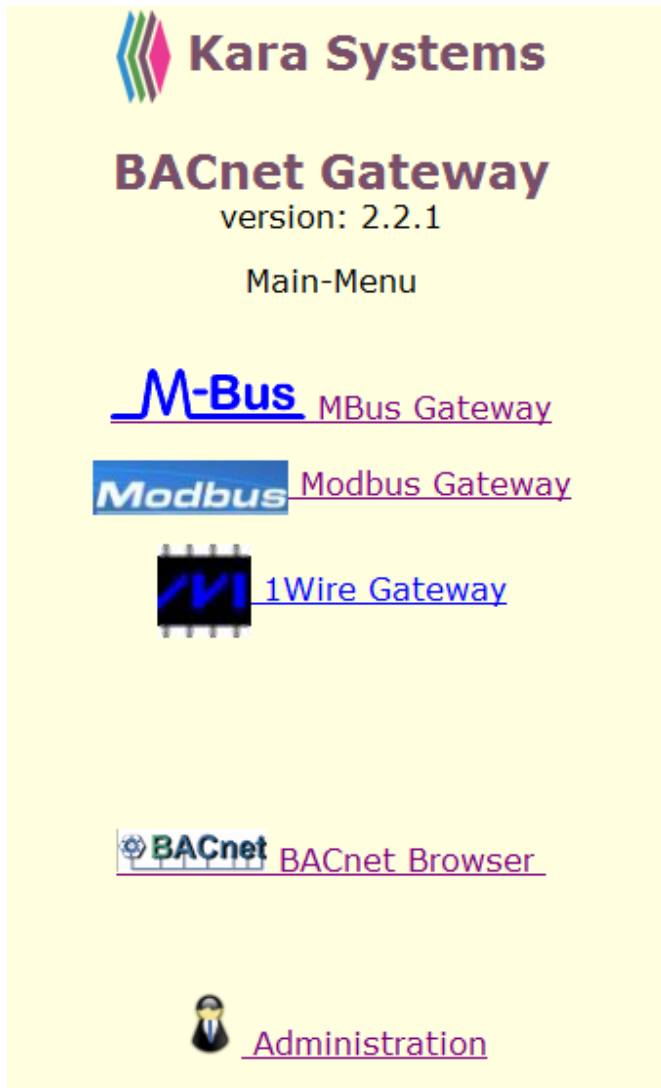 Kara Systems
BACnet Gateway
version: 2.2.1
Main-Menu
M-Bus MBus Gateway
Modbus Modbus Gateway
1Wire Gateway
BACnet BACnet Browser
Administration